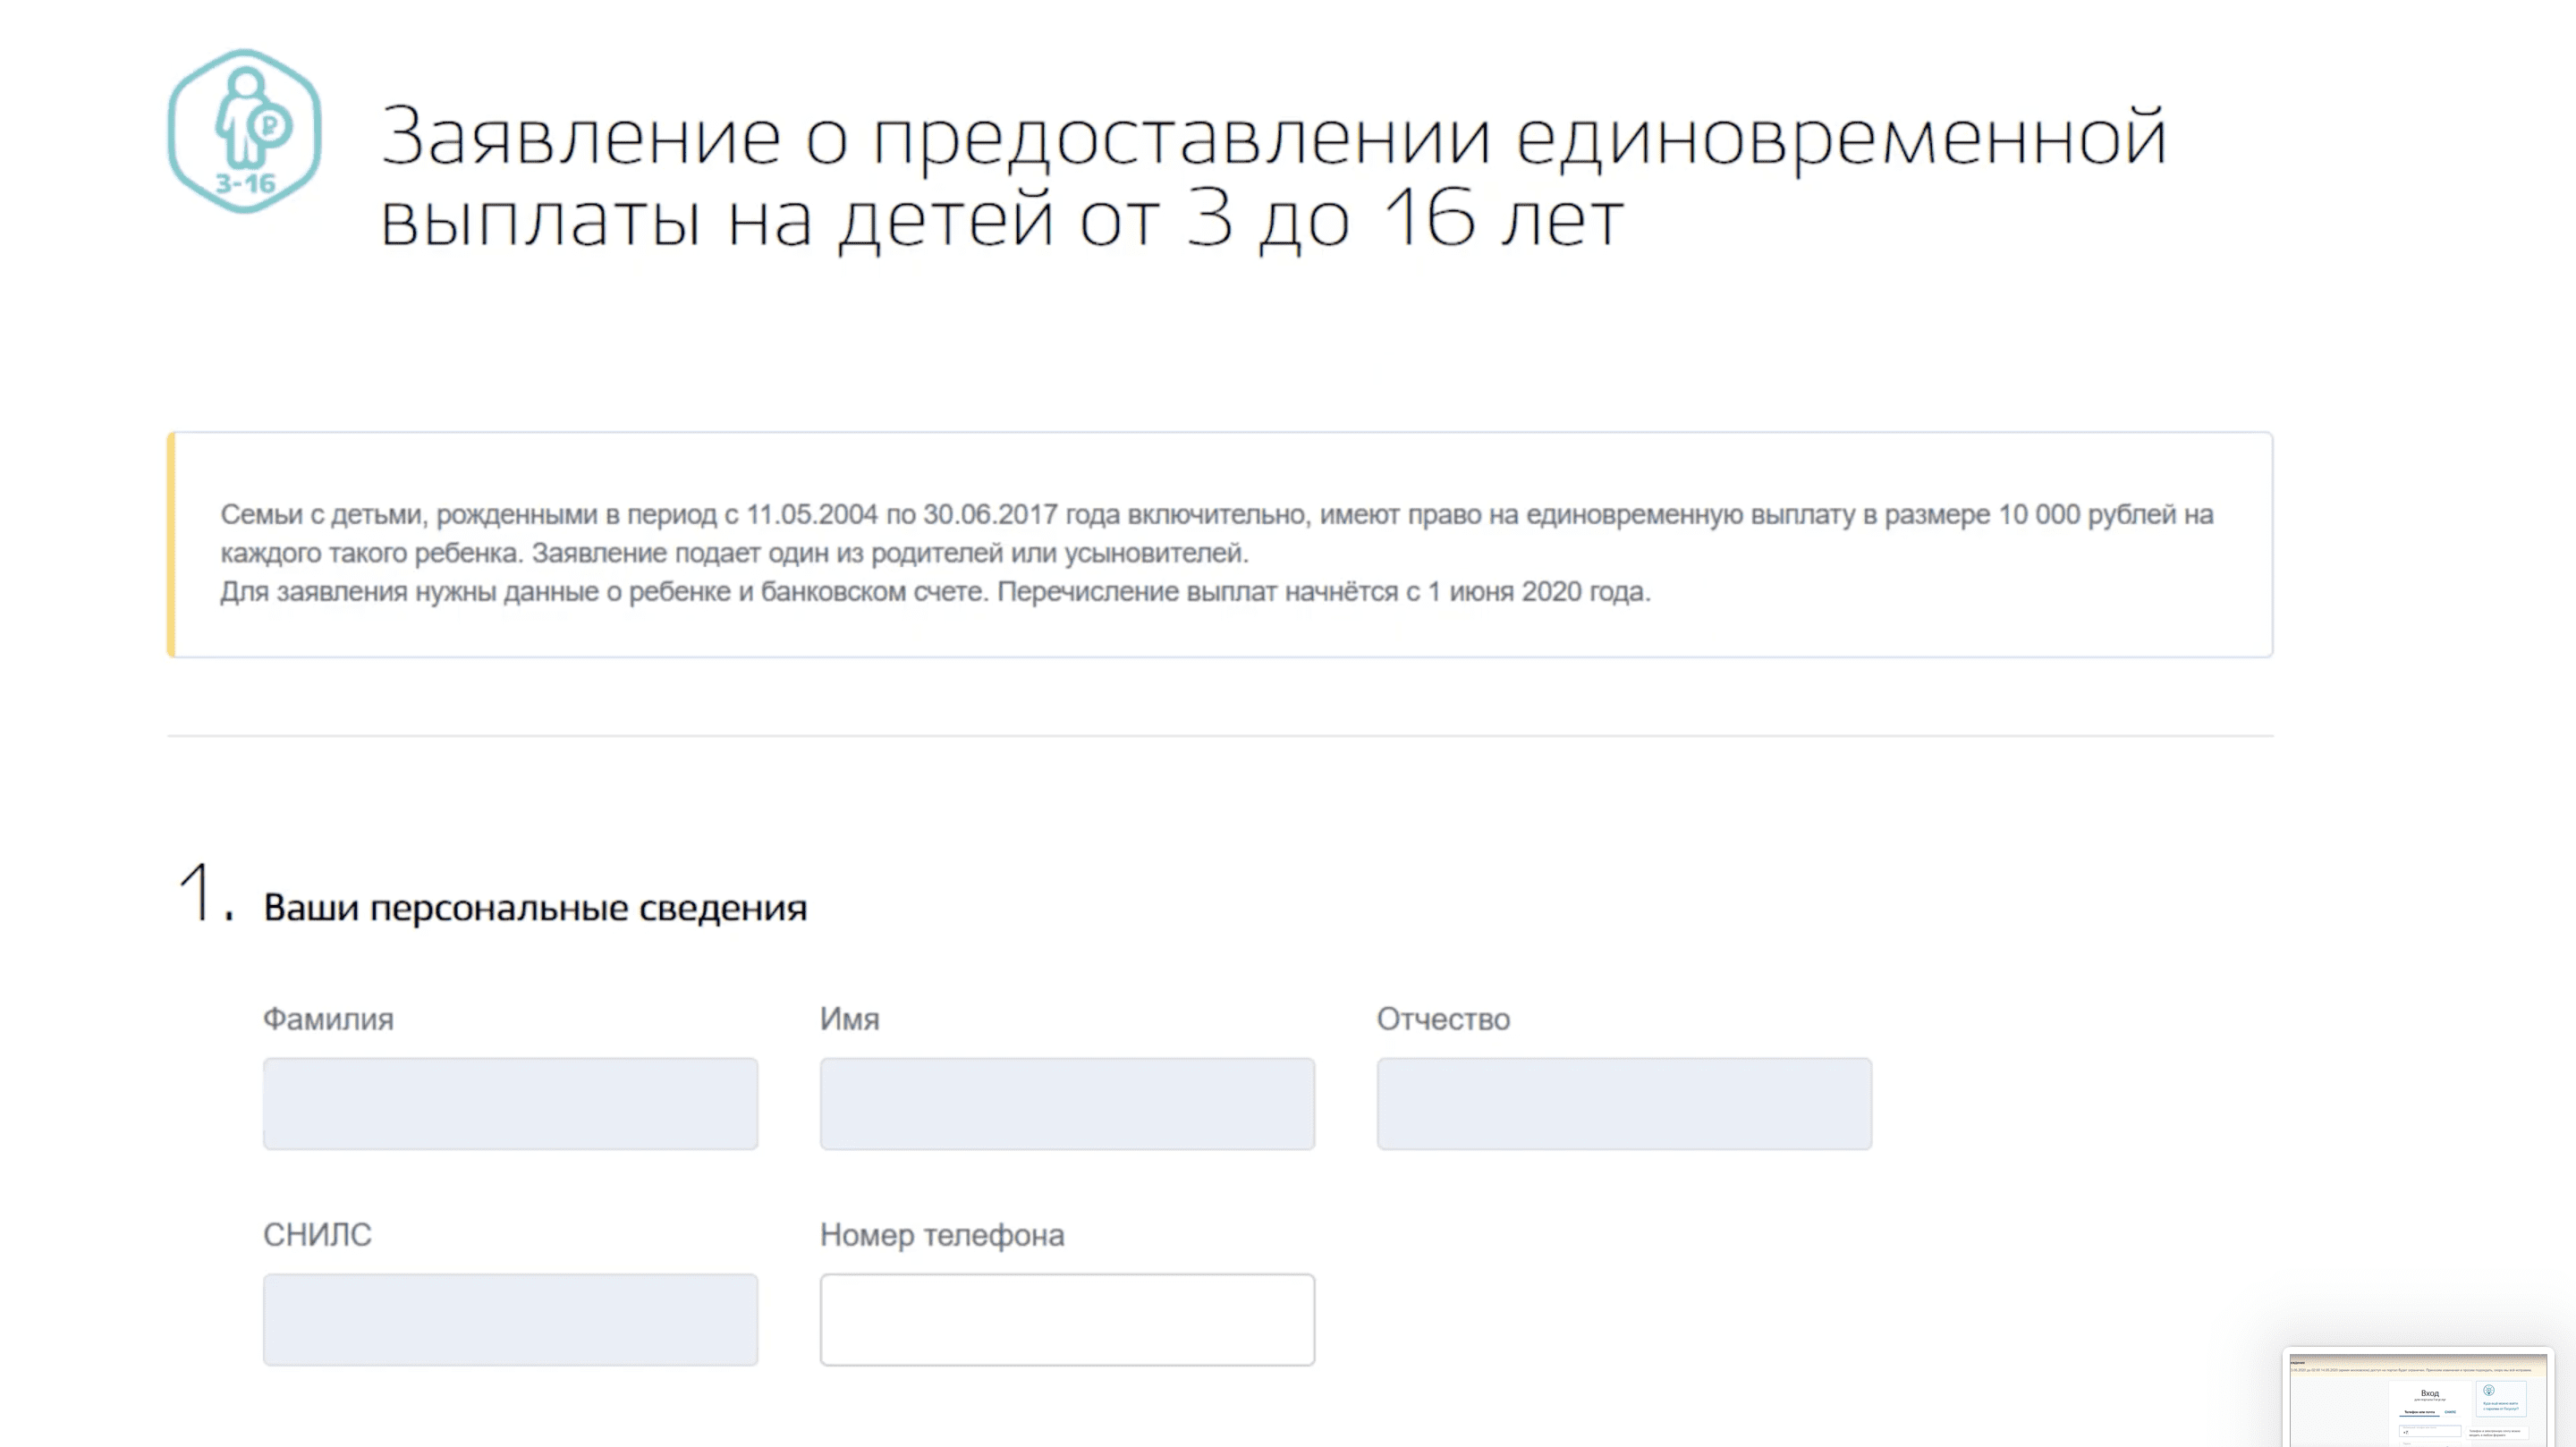 3-16
Заявление о предоставлении единовременной
выплаты на детей от 3 до 16 лет
Семьи с детьми, рожденными в период с 11.05.2004 по 30.06.2017 года включительно, имеют право на единовременную выплату в размере 10 000 рублей на
каждого такого ребенка. Заявление подает один из родителей или усыновителей.
Для заявления нужны данные о ребенке и банковском счете. Перечисление выплат начнётся с 1 июня 2020 года.
1. Ваши персональные сведения
Фамилия Имя Отчество
СНИЛС Номер телефона
Вход